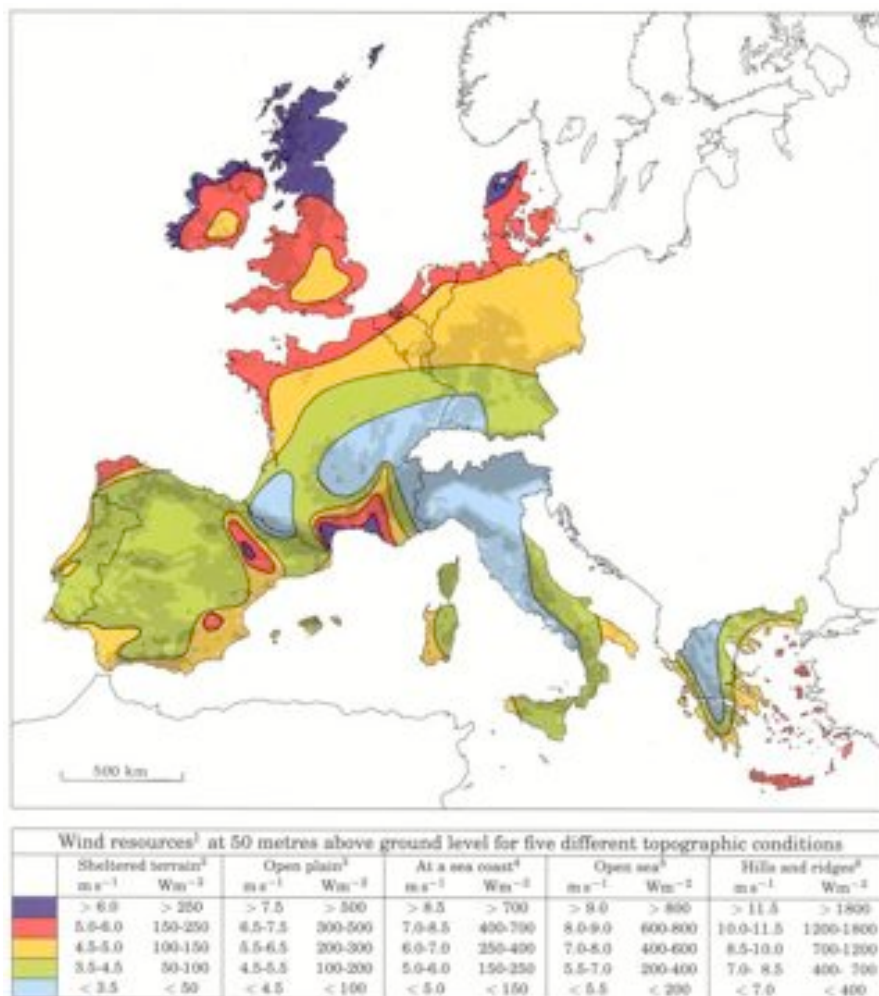 500 km
Wind resources¹ at 50 metres above ground level for five different topographic conditions
Sheltered terrain² Open plain³ At a sea coast⁴ Open sea⁵ Hills and ridges⁶
m s⁻¹ Wm⁻² m s⁻¹ Wm⁻² m s⁻¹ Wm⁻² m s⁻¹ Wm⁻² m s⁻¹ Wm⁻²
> 6.0 > 250 > 7.5 > 500 > 8.5 > 700 > 9.0 > 800 > 11.5 > 1800
5.0-6.0 150-250 6.5-7.5 300-500 7.0-8.5 400-700 8.0-9.0 600-800 10.0-11.5 1200-1800
4.5-5.0 100-150 5.5-6.5 200-300 6.0-7.0 250-400 7.0-8.0 400-600 8.5-10.0 700-1200
3.5-4.5 50-100 4.5-5.5 100-200 5.0-6.0 150-250 5.5-7.0 200-400 7.0- 8.5 400- 700
< 3.5 < 50 < 4.5 < 100 < 5.0 < 150 < 5.5 < 200 < 7.0 < 400